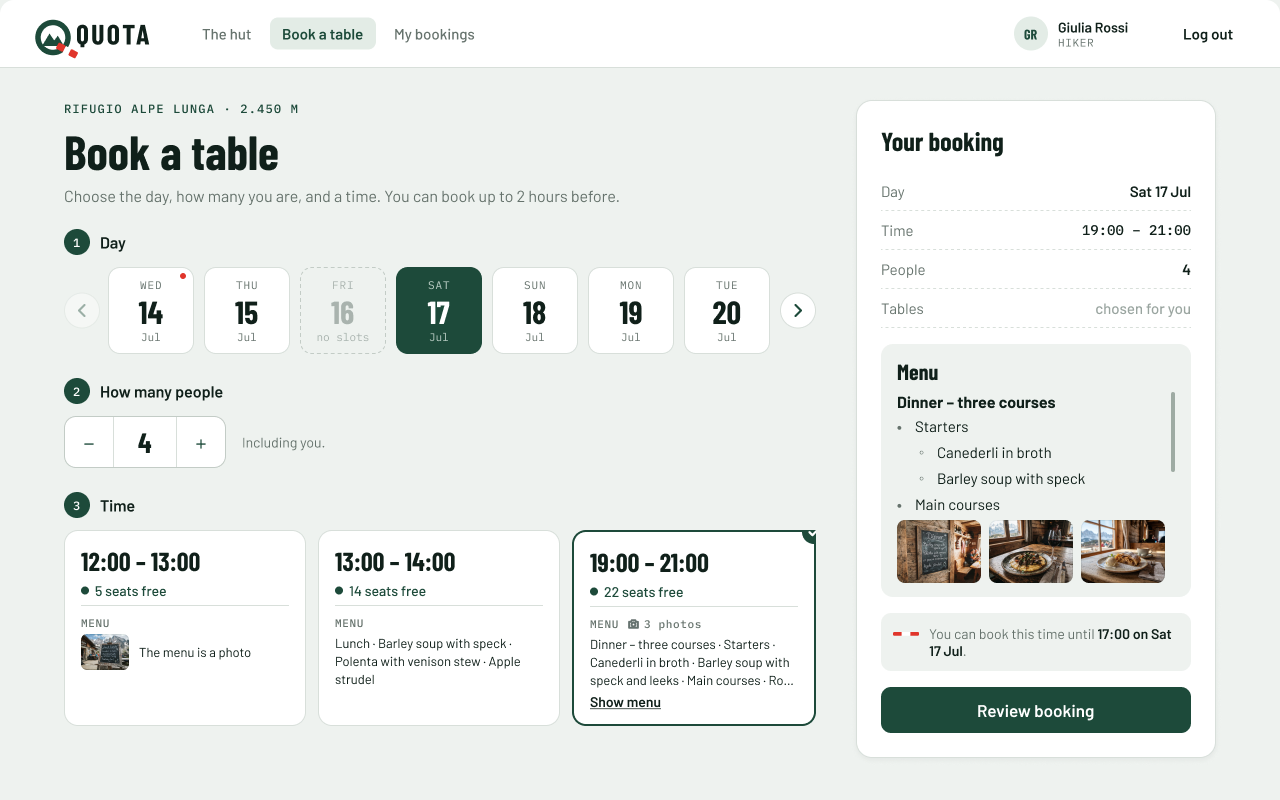 QUOTA
The hut
Book a table
My bookings
GR
Giulia Rossi
HIKER
Log out
RIFUGIO ALPE LUNGA · 2.450 M
Book a table
Choose the day, how many you are, and a time. You can book up to 2 hours before.
1 Day
WED
14
Jul
THU
15
Jul
FRI
16
no slots
SAT
17
Jul
SUN
18
Jul
MON
19
Jul
TUE
20
Jul
2 How many people
− 4 +
Including you.
3 Time
12:00 – 13:00
5 seats free
MENU
The menu is a photo
13:00 – 14:00
14 seats free
MENU
Lunch · Barley soup with speck ·
Polenta with venison stew · Apple
strudel
19:00 – 21:00
22 seats free
MENU 3 photos
Dinner – three courses · Starters ·
Canederli in broth · Barley soup with
speck and leeks · Main courses · Ro…
Show menu
Your booking
Day Sat 17 Jul
Time 19:00 – 21:00
People 4
Tables chosen for you
Menu
Dinner – three courses
• Starters
◦ Canederli in broth
◦ Barley soup with speck
• Main courses
You can book this time until 17:00 on Sat
17 Jul.
Review booking